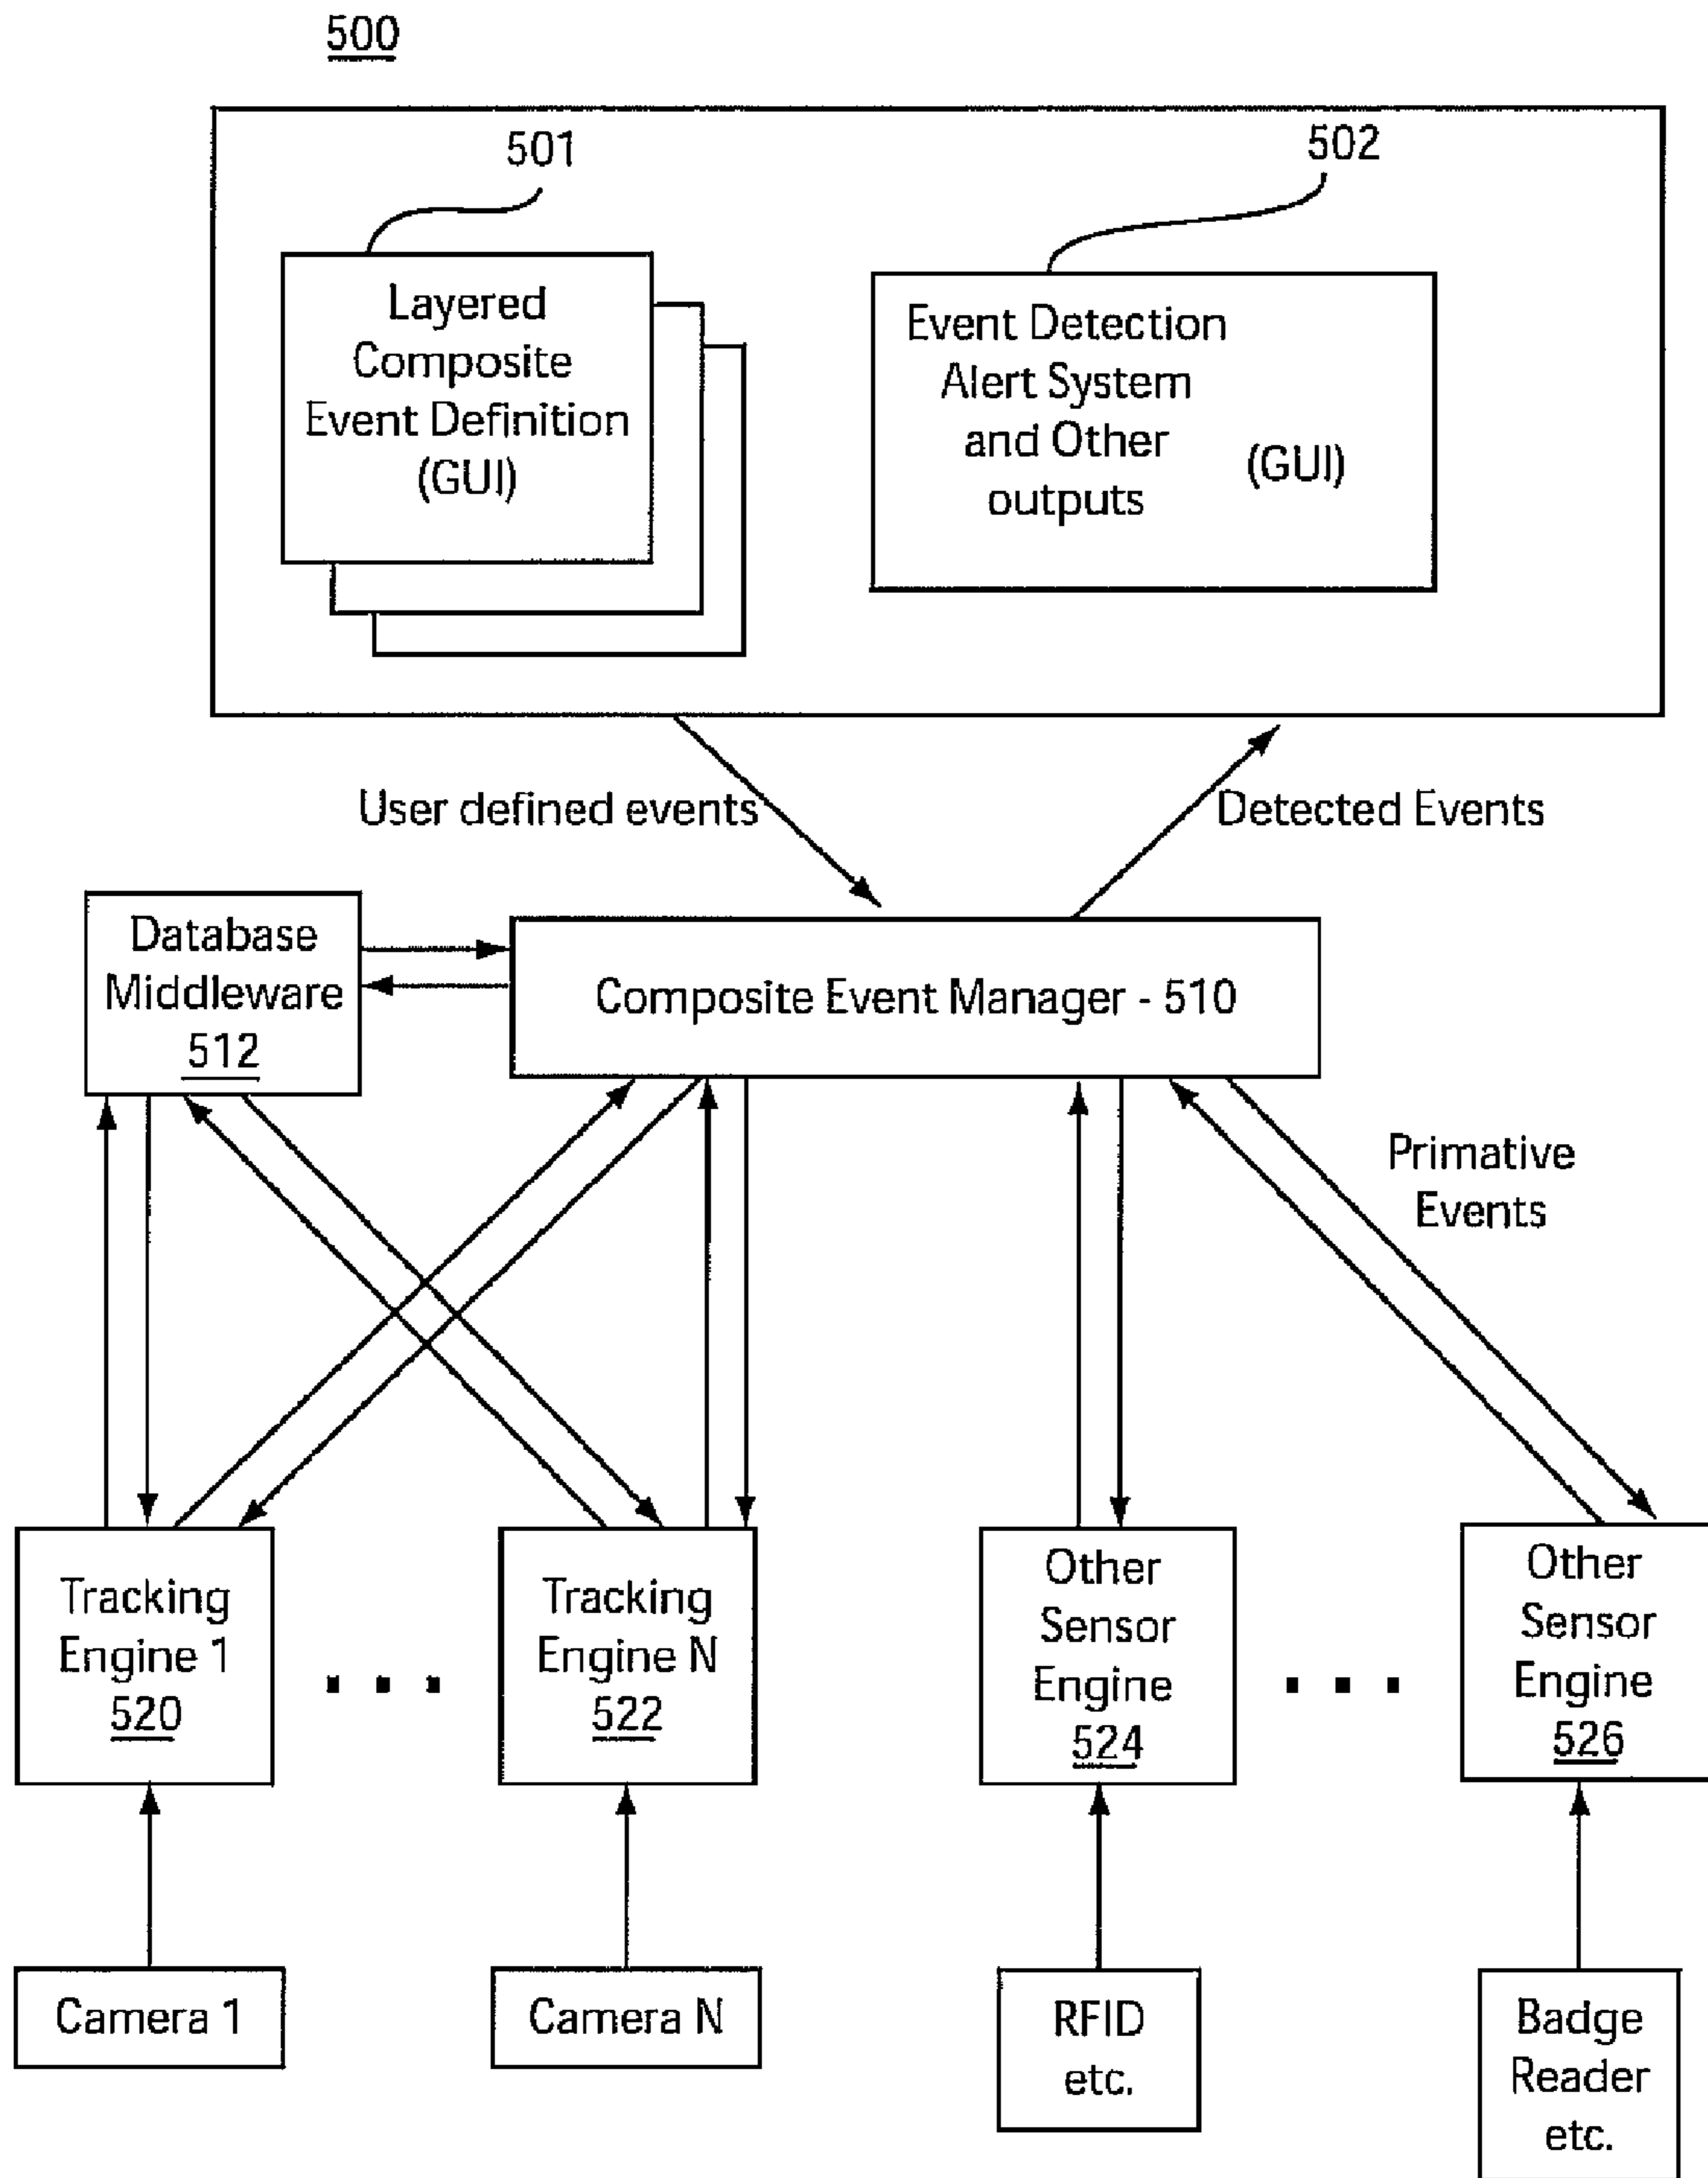 500
501
502
Layered
Composite
Event Definition
(GUI)
Event Detection
Alert System
and Other
outputs
(GUI)
User defined events
Detected Events
Database
Middleware
512
Composite Event Manager - 510
Primative
Events
Tracking
Engine 1
520
Tracking
Engine N
522
Other
Sensor
Engine
524
Other
Sensor
Engine
526
Camera 1
Camera N
RFID
etc.
Badge
Reader
etc.